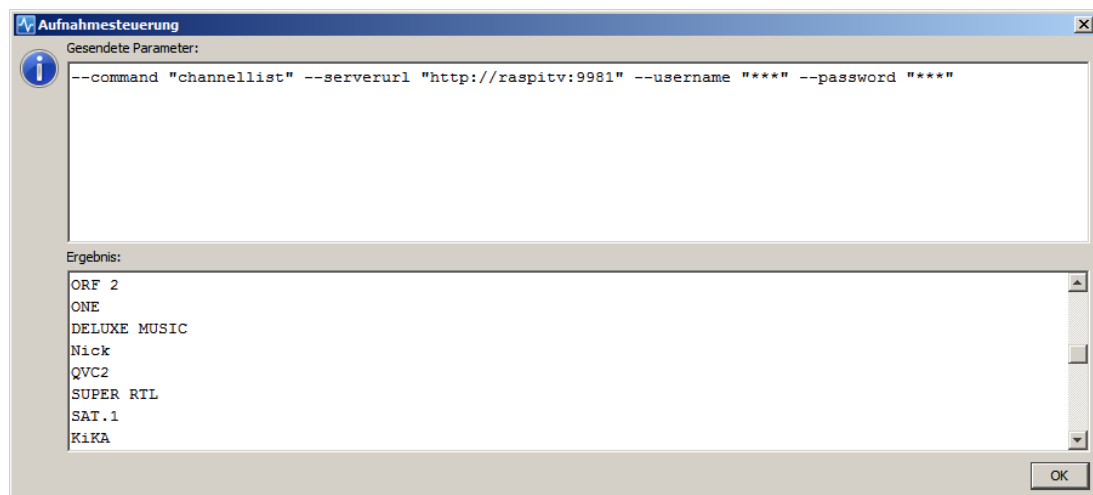 Aufnahmesteuerung
Gesendete Parameter:
--command "channellist" --serverurl "http://raspitv:9981" --username "***" --password "***"
Ergebnis:
ORF 2
ONE
DELUXE MUSIC
Nick
QVC2
SUPER RTL
SAT.1
KiKA
OK